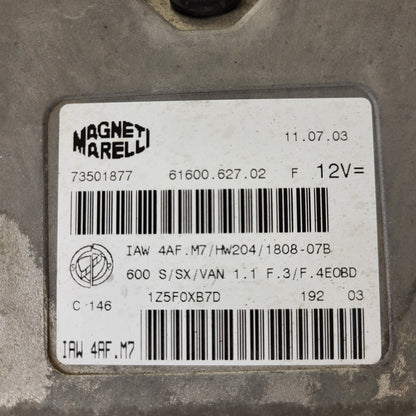 MAGNETI
MARELLI
11.07.03
73501877 61600.627.02 F 12V=
IAW 4AF.M7/HW204/1808-07B
600 S/SX/VAN 1.1 F.3/F.4EOBD
C 146 1Z5F0XB7D 192 03
IAW 4AF.M7